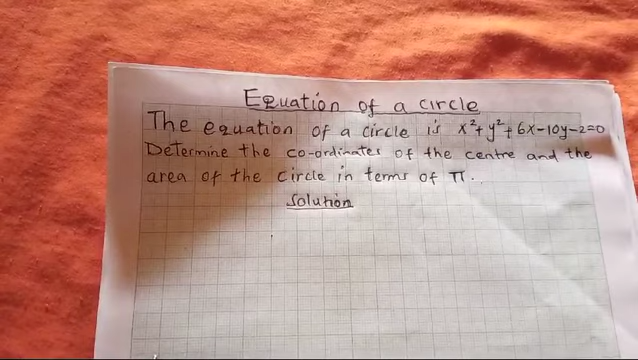 Equation of a circle
The equation of a circle is x²+y²+6x-10y-2=0
Determine the co-ordinates of the centre and the
area of the circle in terms of π.
Solution